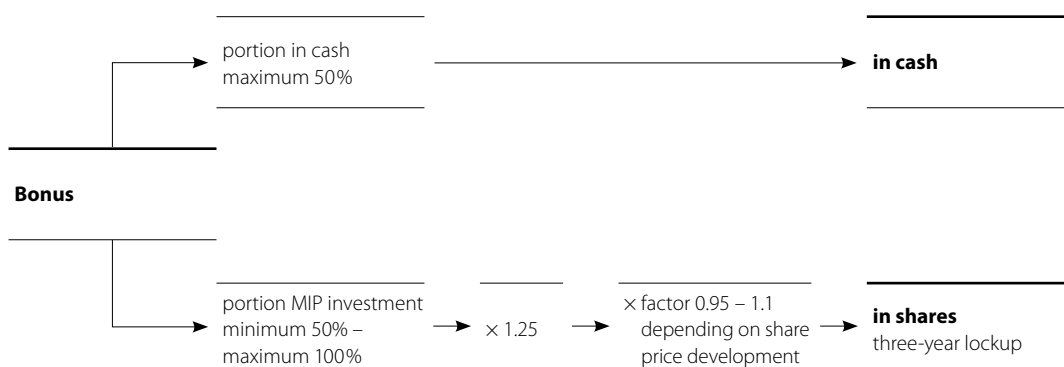 portion in cash
maximum 50%
in cash
Bonus
portion MIP investment
minimum 50% –
maximum 100%
× 1.25
× factor 0.95 – 1.1
depending on share
price development
in shares
three-year lockup